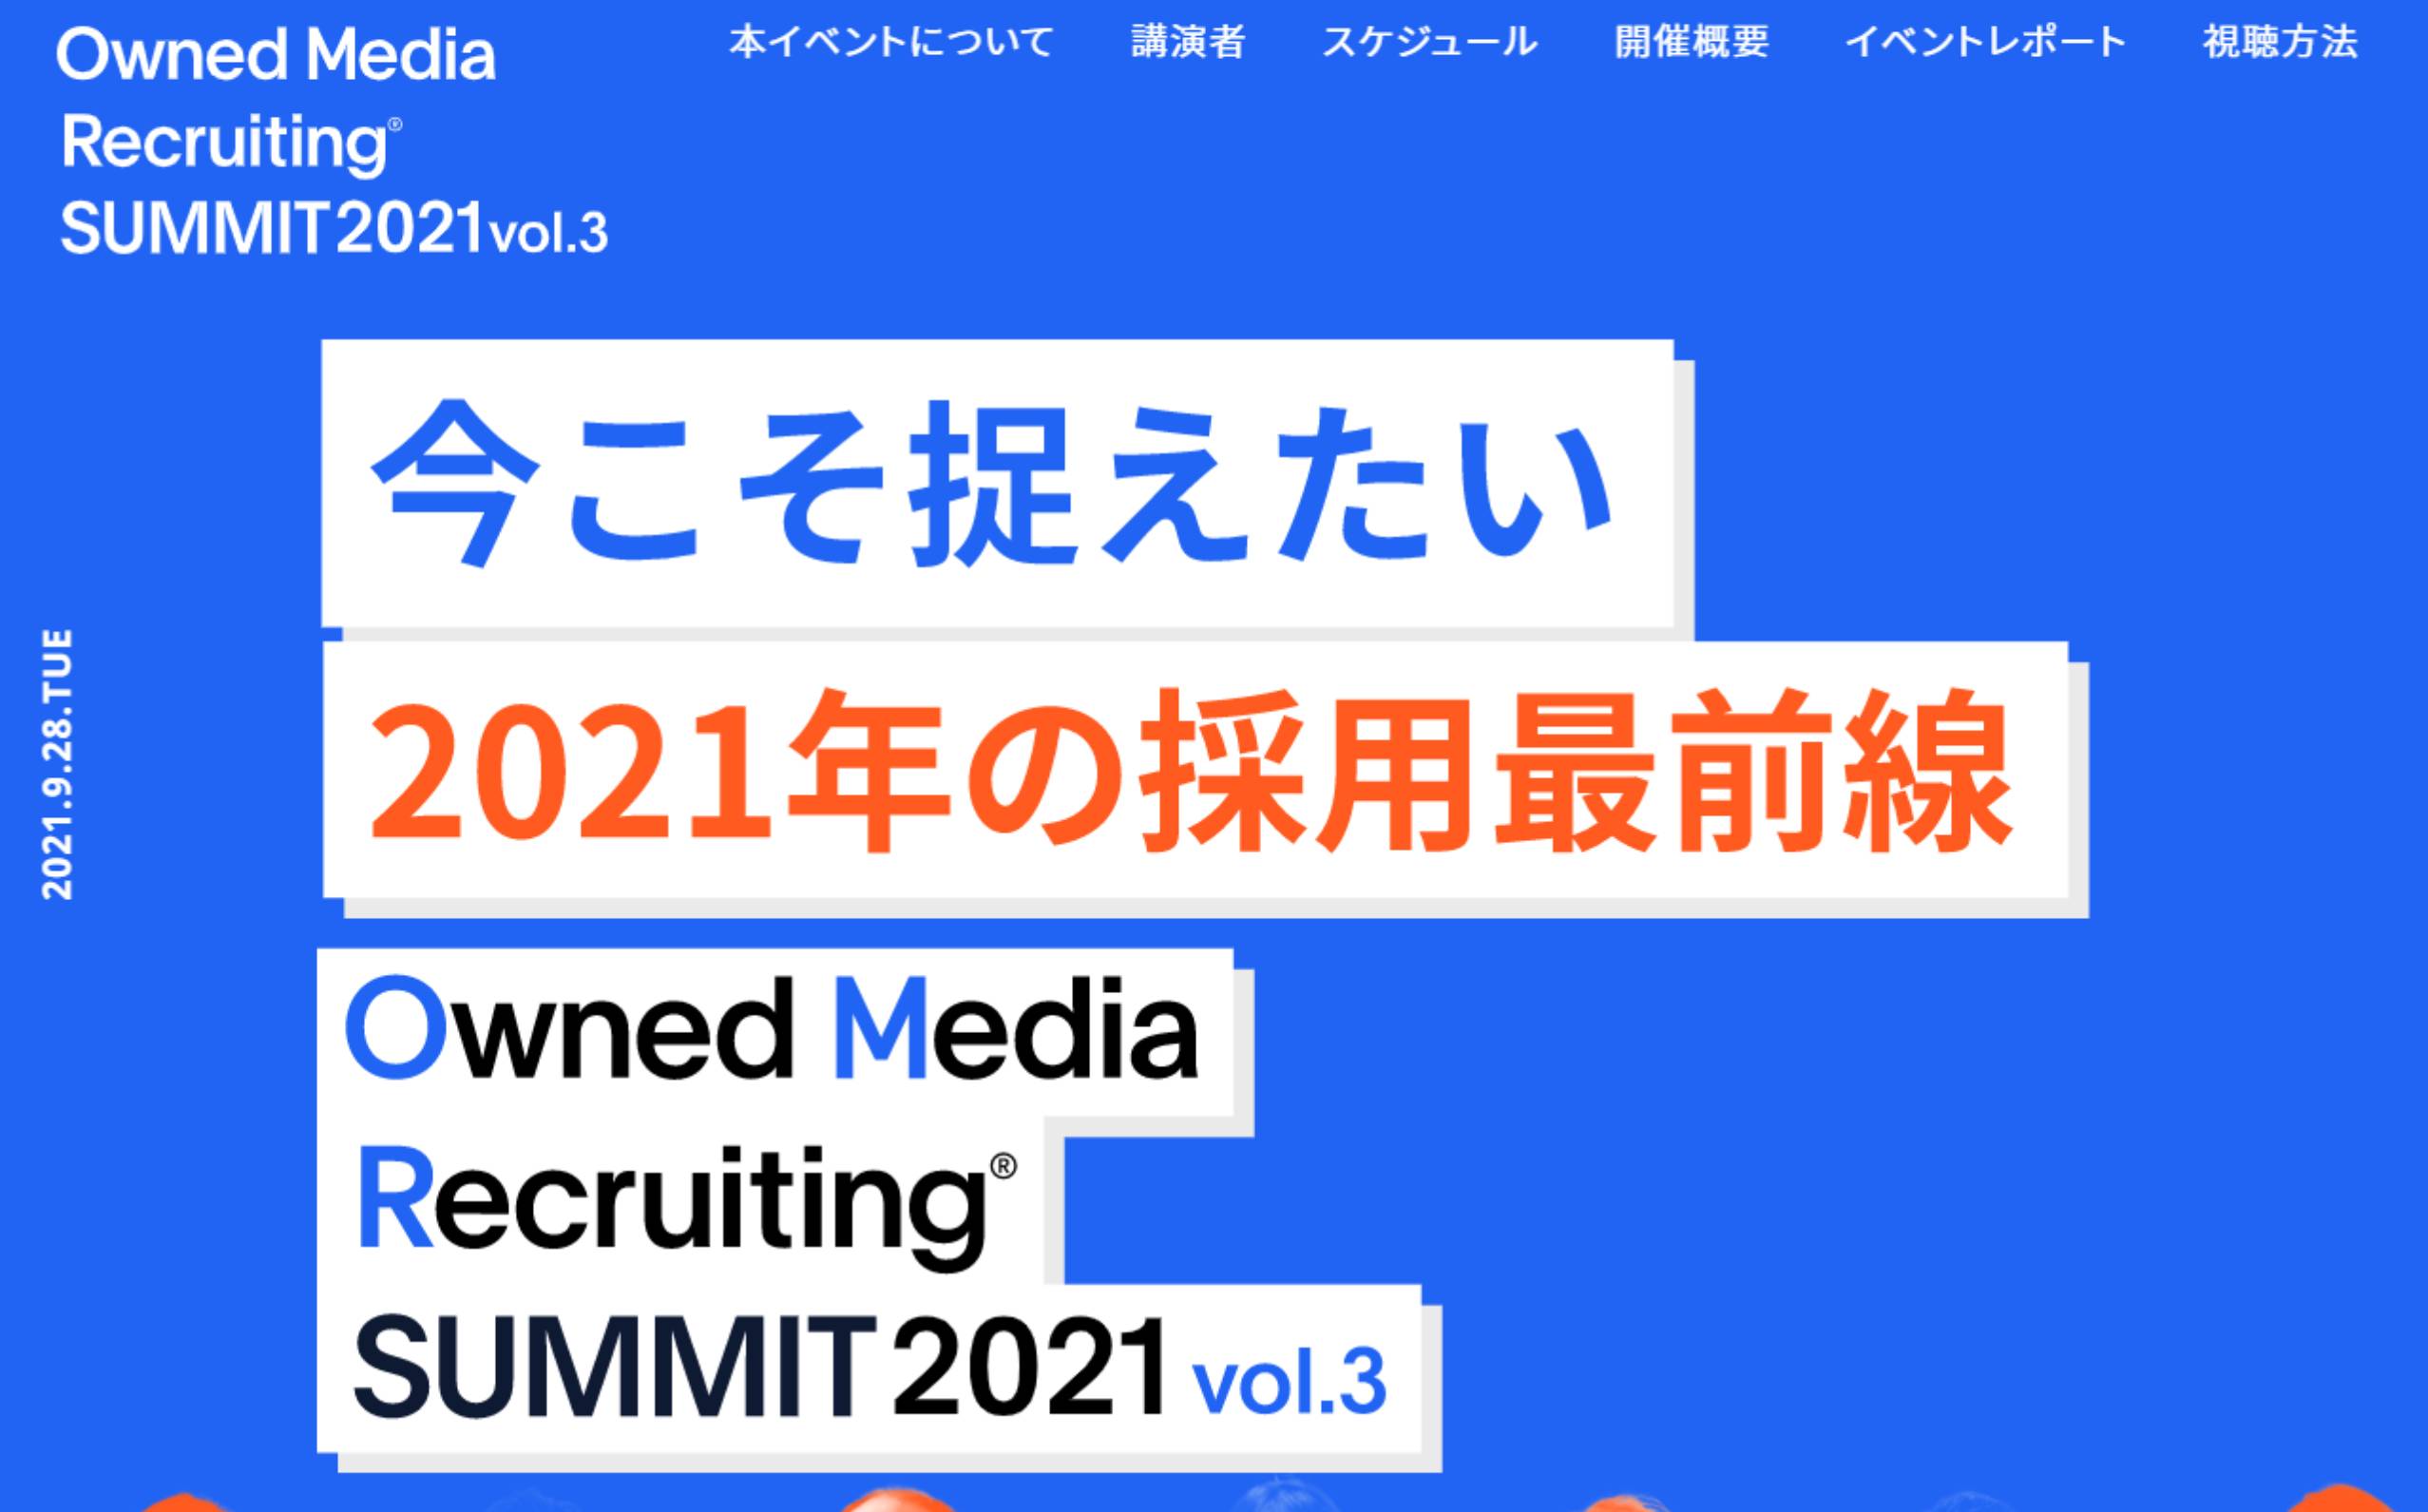 Owned Media
Recruiting®
SUMMIT2021vol.3
本イベントについて 講演者 スケジュール 開催概要 イベントレポート 視聴方法
今こそ捉えたい
2021年の採用最前線
2021.9.28.TUE
Owned Media
Recruiting®
SUMMIT2021 vol.3